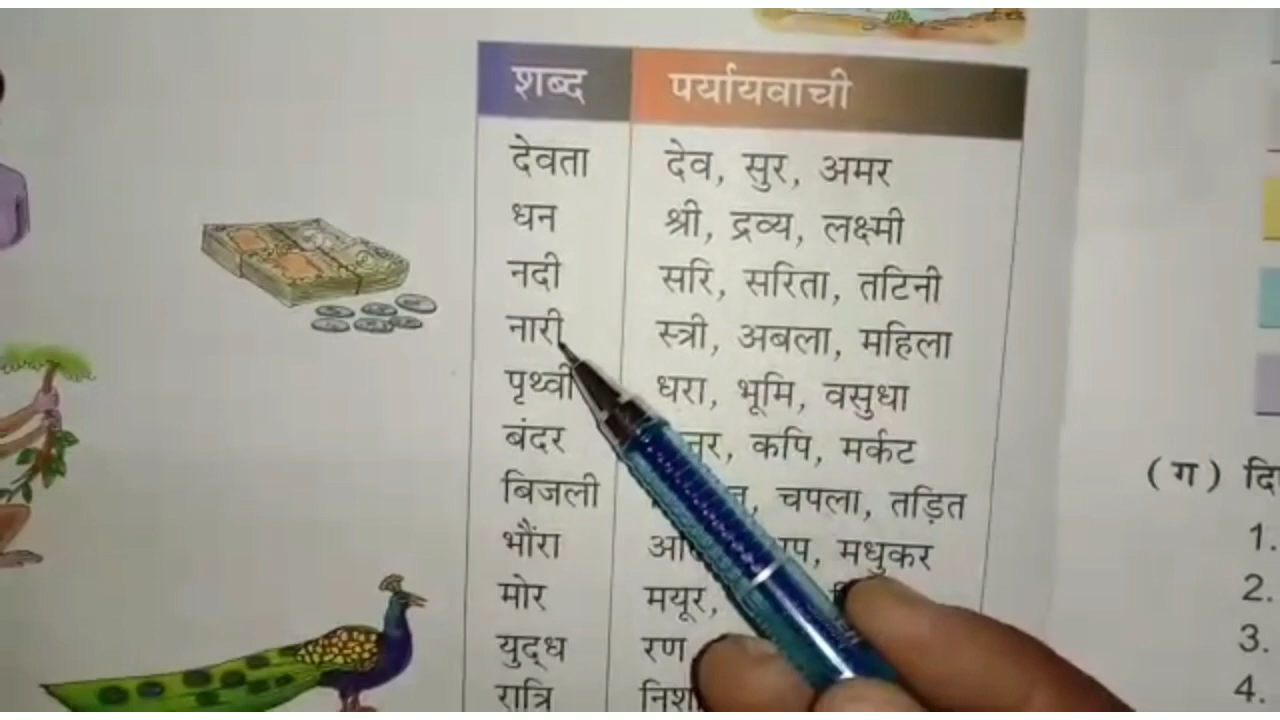 शब्द पर्यायवाची
देवता देव, सुर, अमर
धन श्री, द्रव्य, लक्ष्मी
नदी सरि, सरिता, तटिनी
नारी स्त्री, अबला, महिला
पृथ्वी धरा, भूमि, वसुधा
बंदर कपि, मर्कट
बिजली चपला, तड़ित
भौंरा मधुकर
मोर मयूर,
युद्ध रण
रात्रि
(ग)
1.
2.
3.
4.